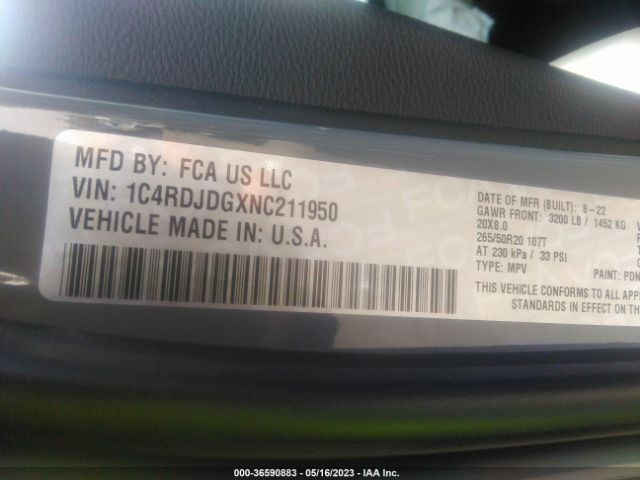 MFD BY: FCA US LLC
VIN: 1C4RDJDGXNC211950
VEHICLE MADE IN: U.S.A.
DATE OF MFR (BUILT): 8-22
GAWR FRONT: 3200 LB / 1452 KG
20X8.0
265/50R20 107T
AT 230 kPa / 33 PSI
TYPE: MPV
PAINT: PDN
THIS VEHICLE CONFORMS TO ALL
STANDARDS IN EFFECT
000-36590883 - 05/16/2023 - IAA Inc.